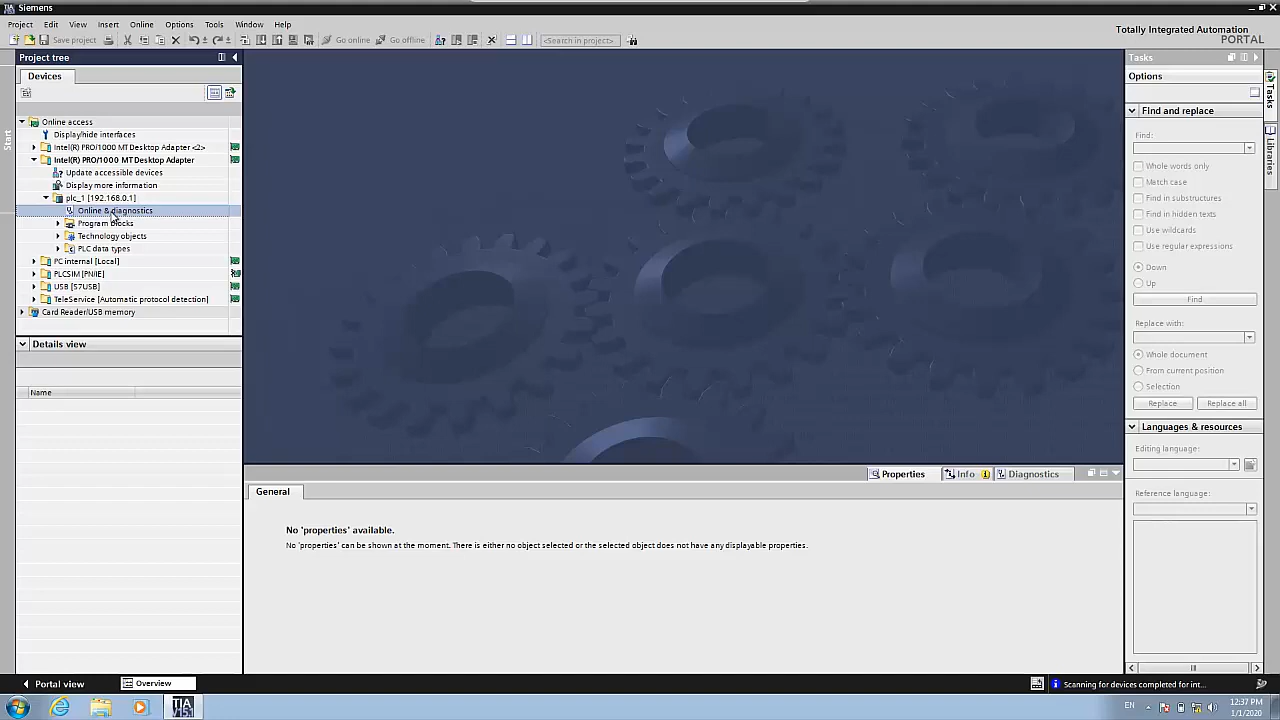 Siemens
Project Edit View Insert Online Options Tools Window Help
Totally Integrated Automation
PORTAL
Save project Go online Go offline <Search in project>
Project tree
Devices
Online access
Display/hide interfaces
Intel(R) PRO/1000 MT Desktop Adapter <2>
Intel(R) PRO/1000 MT Desktop Adapter
Update accessible devices
Display more information
plc_1 [192.168.0.1]
Online & diagnostics
Program blocks
Technology objects
PLC data types
PC internal [Local]
PLCSIM [PN/IE]
USB [S7USB]
TeleService [Automatic protocol detection]
Card Reader/USB memory
Details view
Name
Start
Properties Info Diagnostics
General
No 'properties' available.
No 'properties' can be shown at the moment. There is either no object selected or the selected object does not have any displayable properties.
Tasks
Options
Find and replace
Find:
Whole words only
Match case
Find in substructures
Find in hidden texts
Use wildcards
Use regular expressions
Down
Up
Find
Replace with:
Whole document
From current position
Selection
Replace Replace all
Languages & resources
Editing language:
Reference language:
Tasks
Libraries
Portal view Overview
Scanning for devices completed for int...
TIA V15.1
EN 12:37 PM
1/1/2020